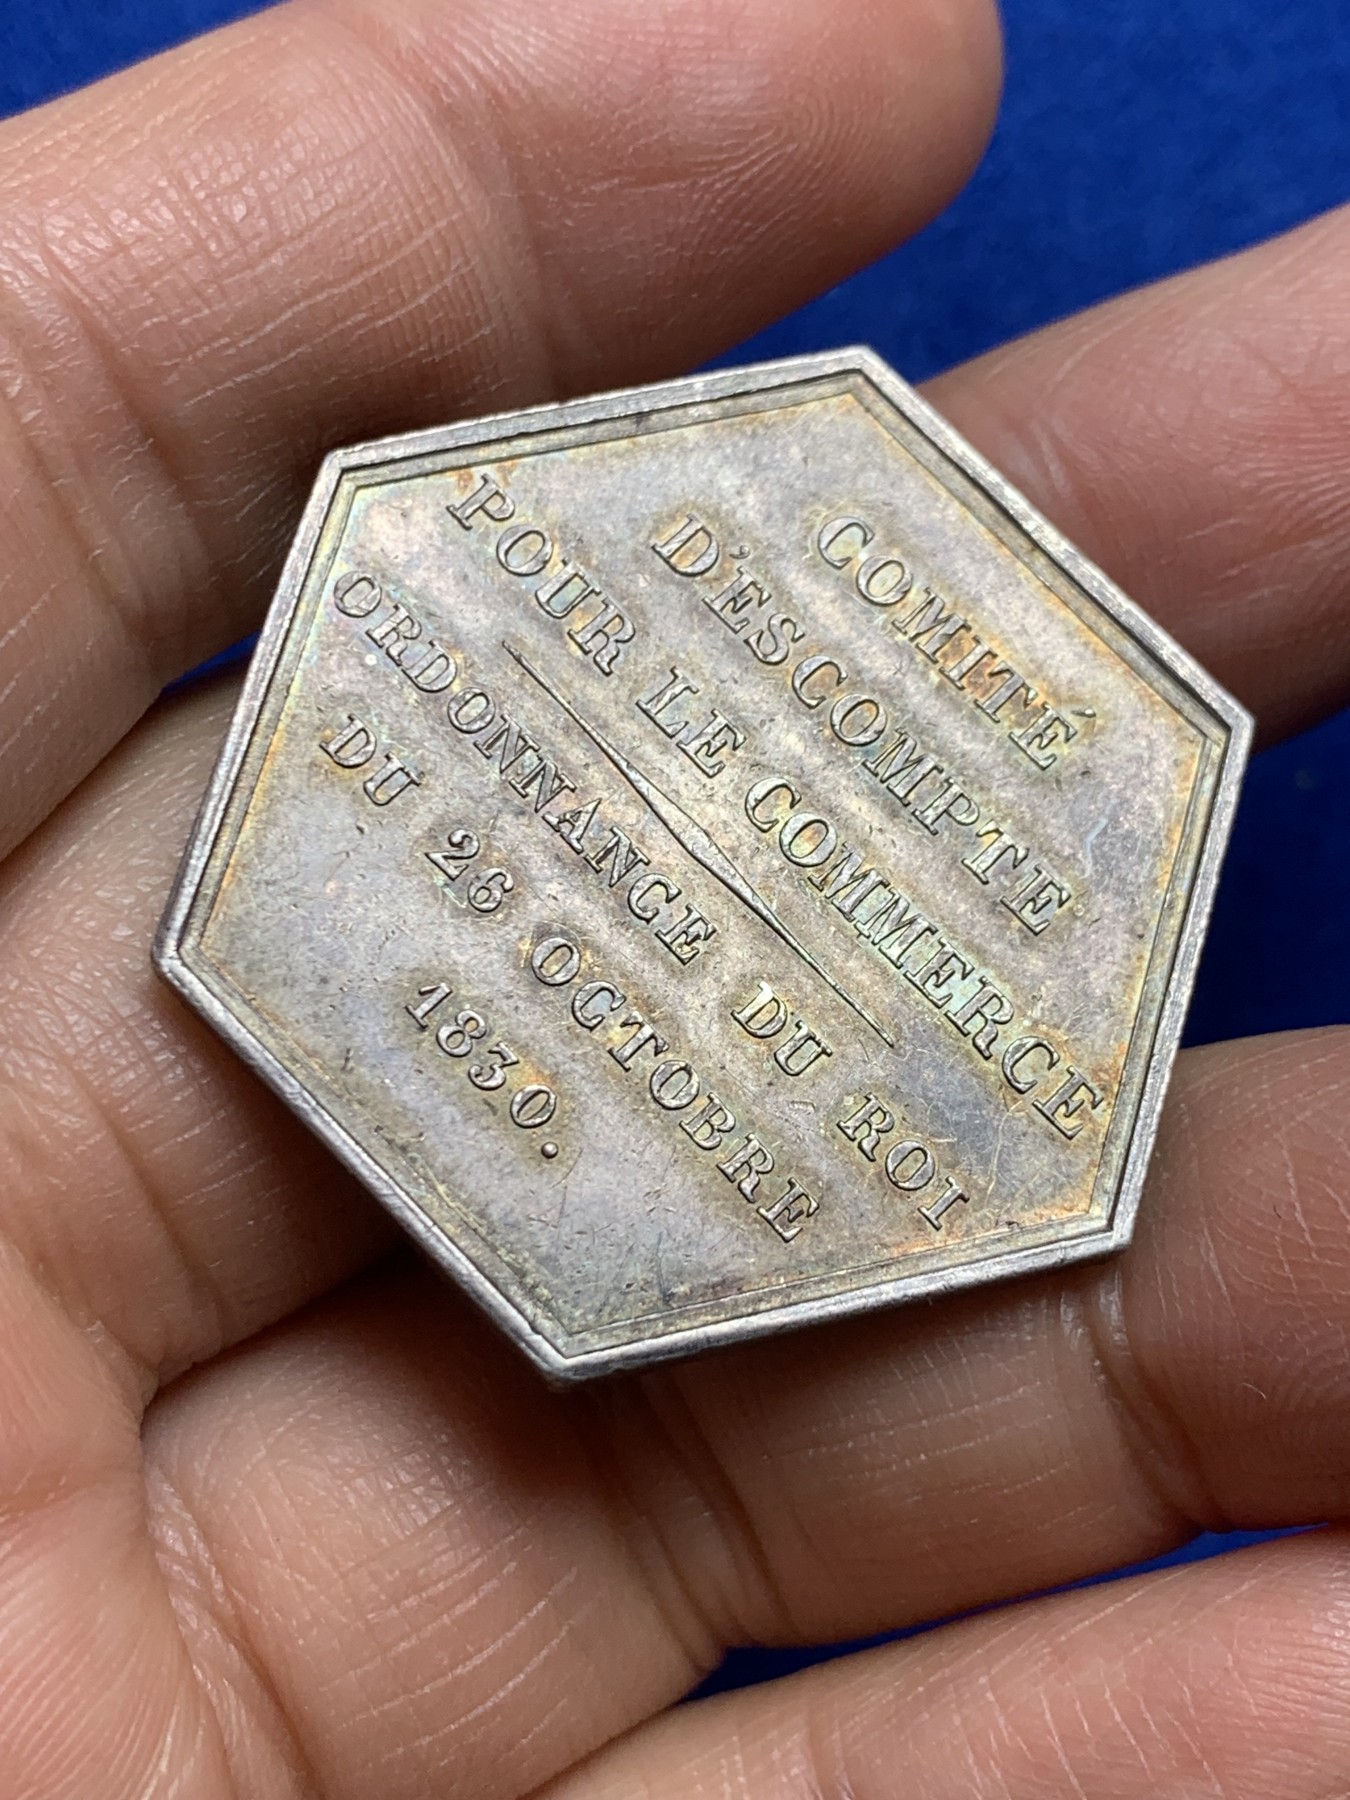 COMITÉ
D'ESCOMPTE
POUR LE COMMERCE
ORDONNANCE DU ROI
DU 26 OCTOBRE
1830.